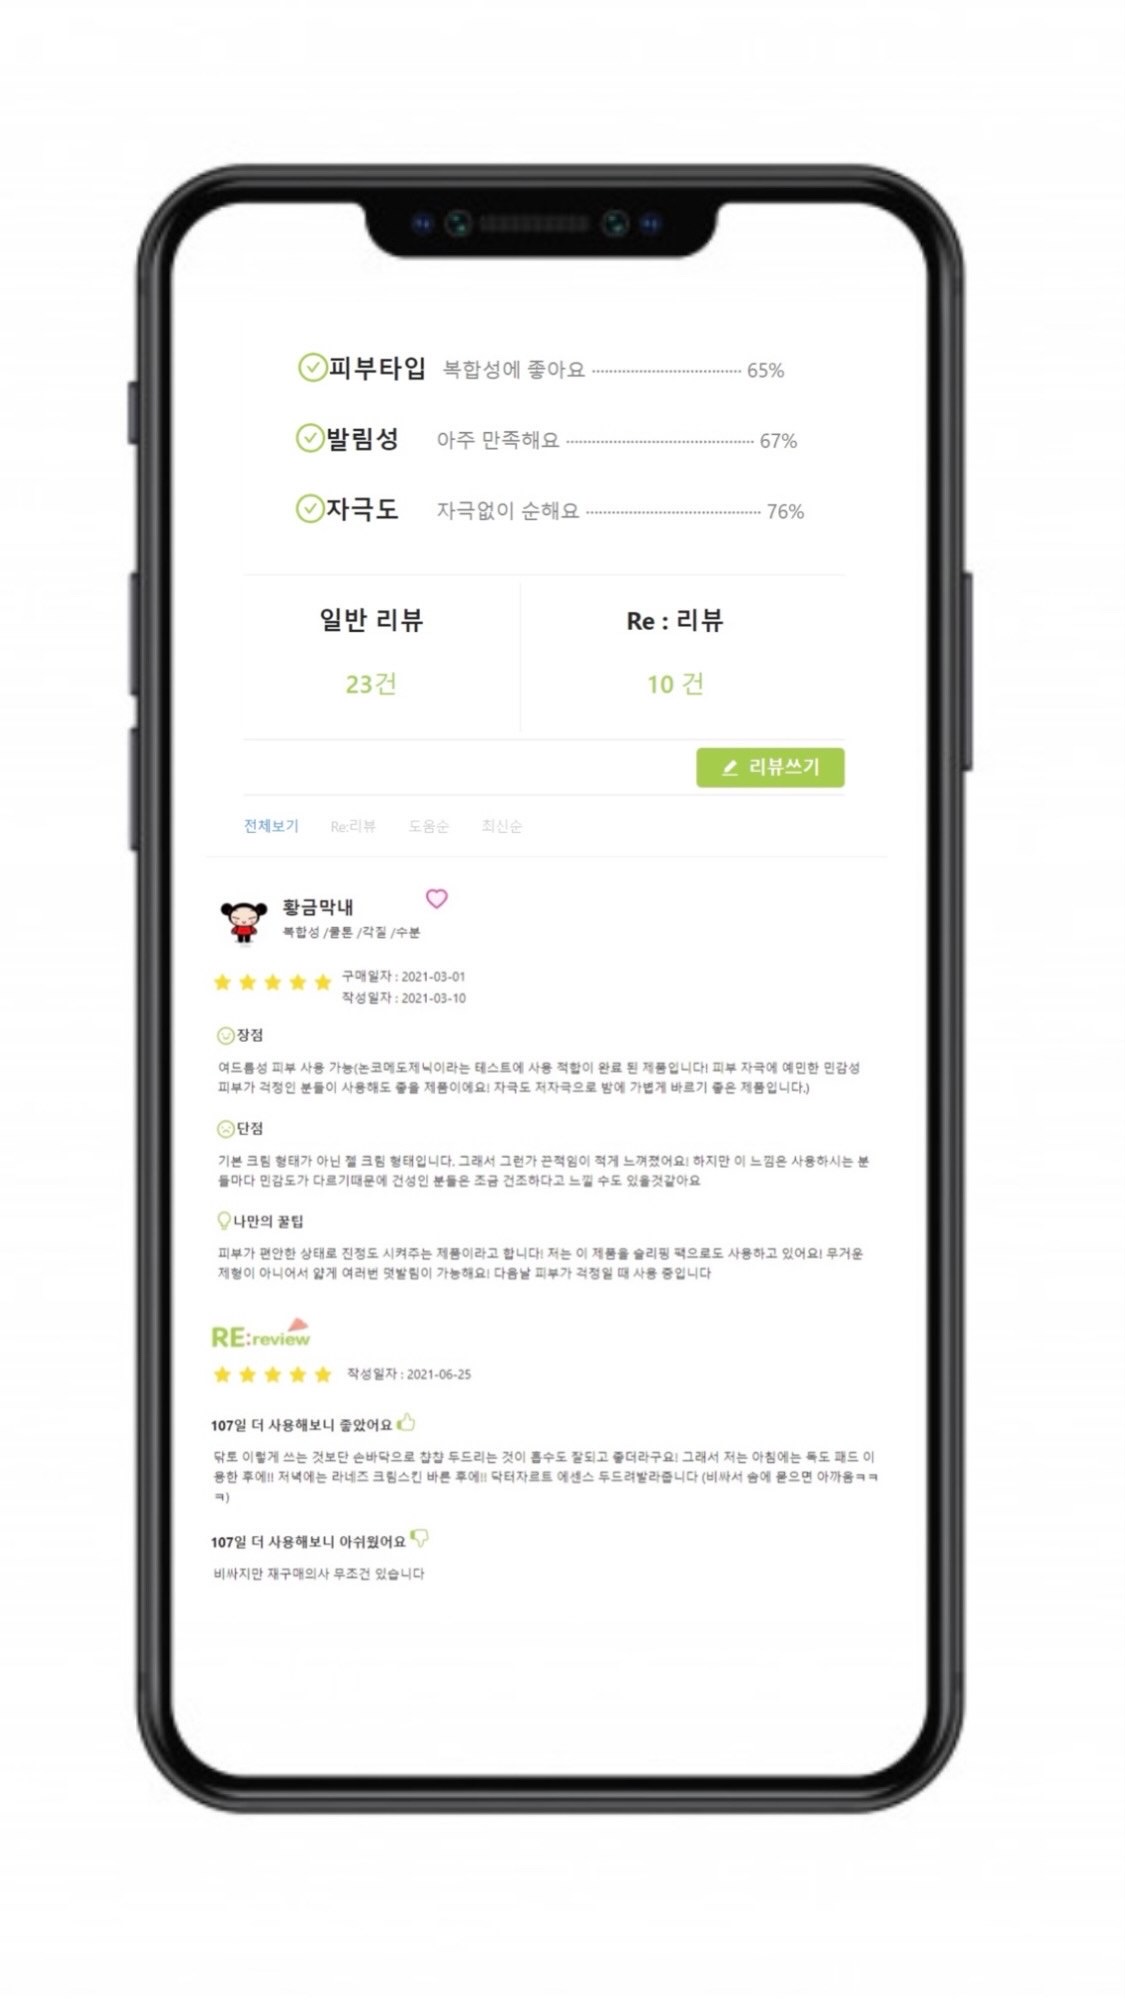 피부타입 복합성에 좋아요 65%
발림성 아주 만족해요 67%
자극도 자극없이 순해요 76%
일반 리뷰 Re : 리뷰
23건 10 건
리뷰쓰기
전체보기 Re:리뷰 도움순 최신순
황금막내
복합성 /쿨톤 /각질 /수분
구매일자 : 2021-03-01
작성일자 : 2021-03-10
장점
여드름성 피부 사용 가능(논코메도제닉이라는 테스트에 사용 적합이 완료 된 제품입니다! 피부 자극에 예민한 민감성
피부가 걱정인 분들이 사용해도 좋을 제품이에요! 자극도 저자극으로 밤에 가볍게 바르기 좋은 제품입니다.)
단점
기본 크림 형태가 아닌 젤 크림 형태입니다. 그래서 그런가 끈적임이 적게 느껴졌어요! 하지만 이 느낌은 사용하시는 분
들마다 민감도가 다르기때문에 건성인 분들은 조금 건조하다고 느낄 수도 있을것같아요
나만의 꿀팁
피부가 편안한 상태로 진정도 시켜주는 제품이라고 합니다! 저는 이 제품을 슬리핑 팩으로도 사용하고 있어요! 무거운
제형이 아니어서 얇게 여러번 덧발림이 가능해요! 다음날 피부가 걱정일 때 사용 중입니다
RE:review
작성일자 : 2021-06-25
107일 더 사용해보니 좋았어요
닦토 이렇게 쓰는 것보단 손바닥으로 찹찹 두드리는 것이 흡수도 잘되고 좋더라구요! 그래서 저는 아침에는 독도 패드 이
용한 후에!! 저녁에는 라네즈 크림스킨 바른 후에!! 닥터자르트 에센스 두드려발라줍니다 (비싸서 솜에 묻으면 아까움ㅋㅋ
ㅋ)
107일 더 사용해보니 아쉬웠어요
비싸지만 재구매의사 무조건 있습니다